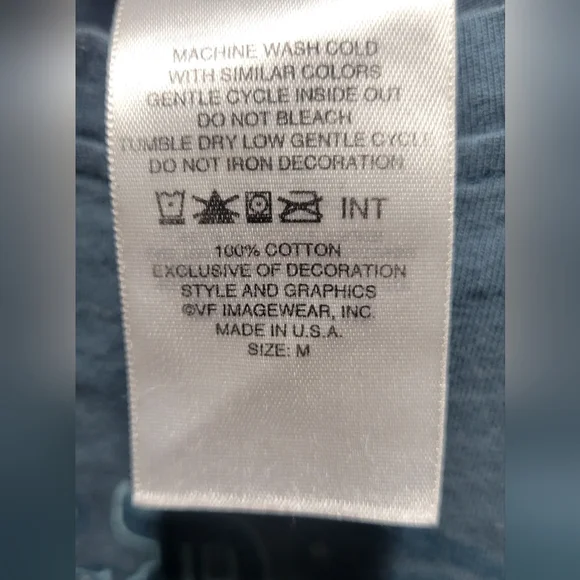 MACHINE WASH COLD
WITH SIMILAR COLORS
GENTLE CYCLE INSIDE OUT
DO NOT BLEACH
TUMBLE DRY LOW GENTLE CYCLE
DO NOT IRON DECORATION
INT
100% COTTON
EXCLUSIVE OF DECORATION
STYLE AND GRAPHICS
©VF IMAGEWEAR, INC.
MADE IN U.S.A.
SIZE: M